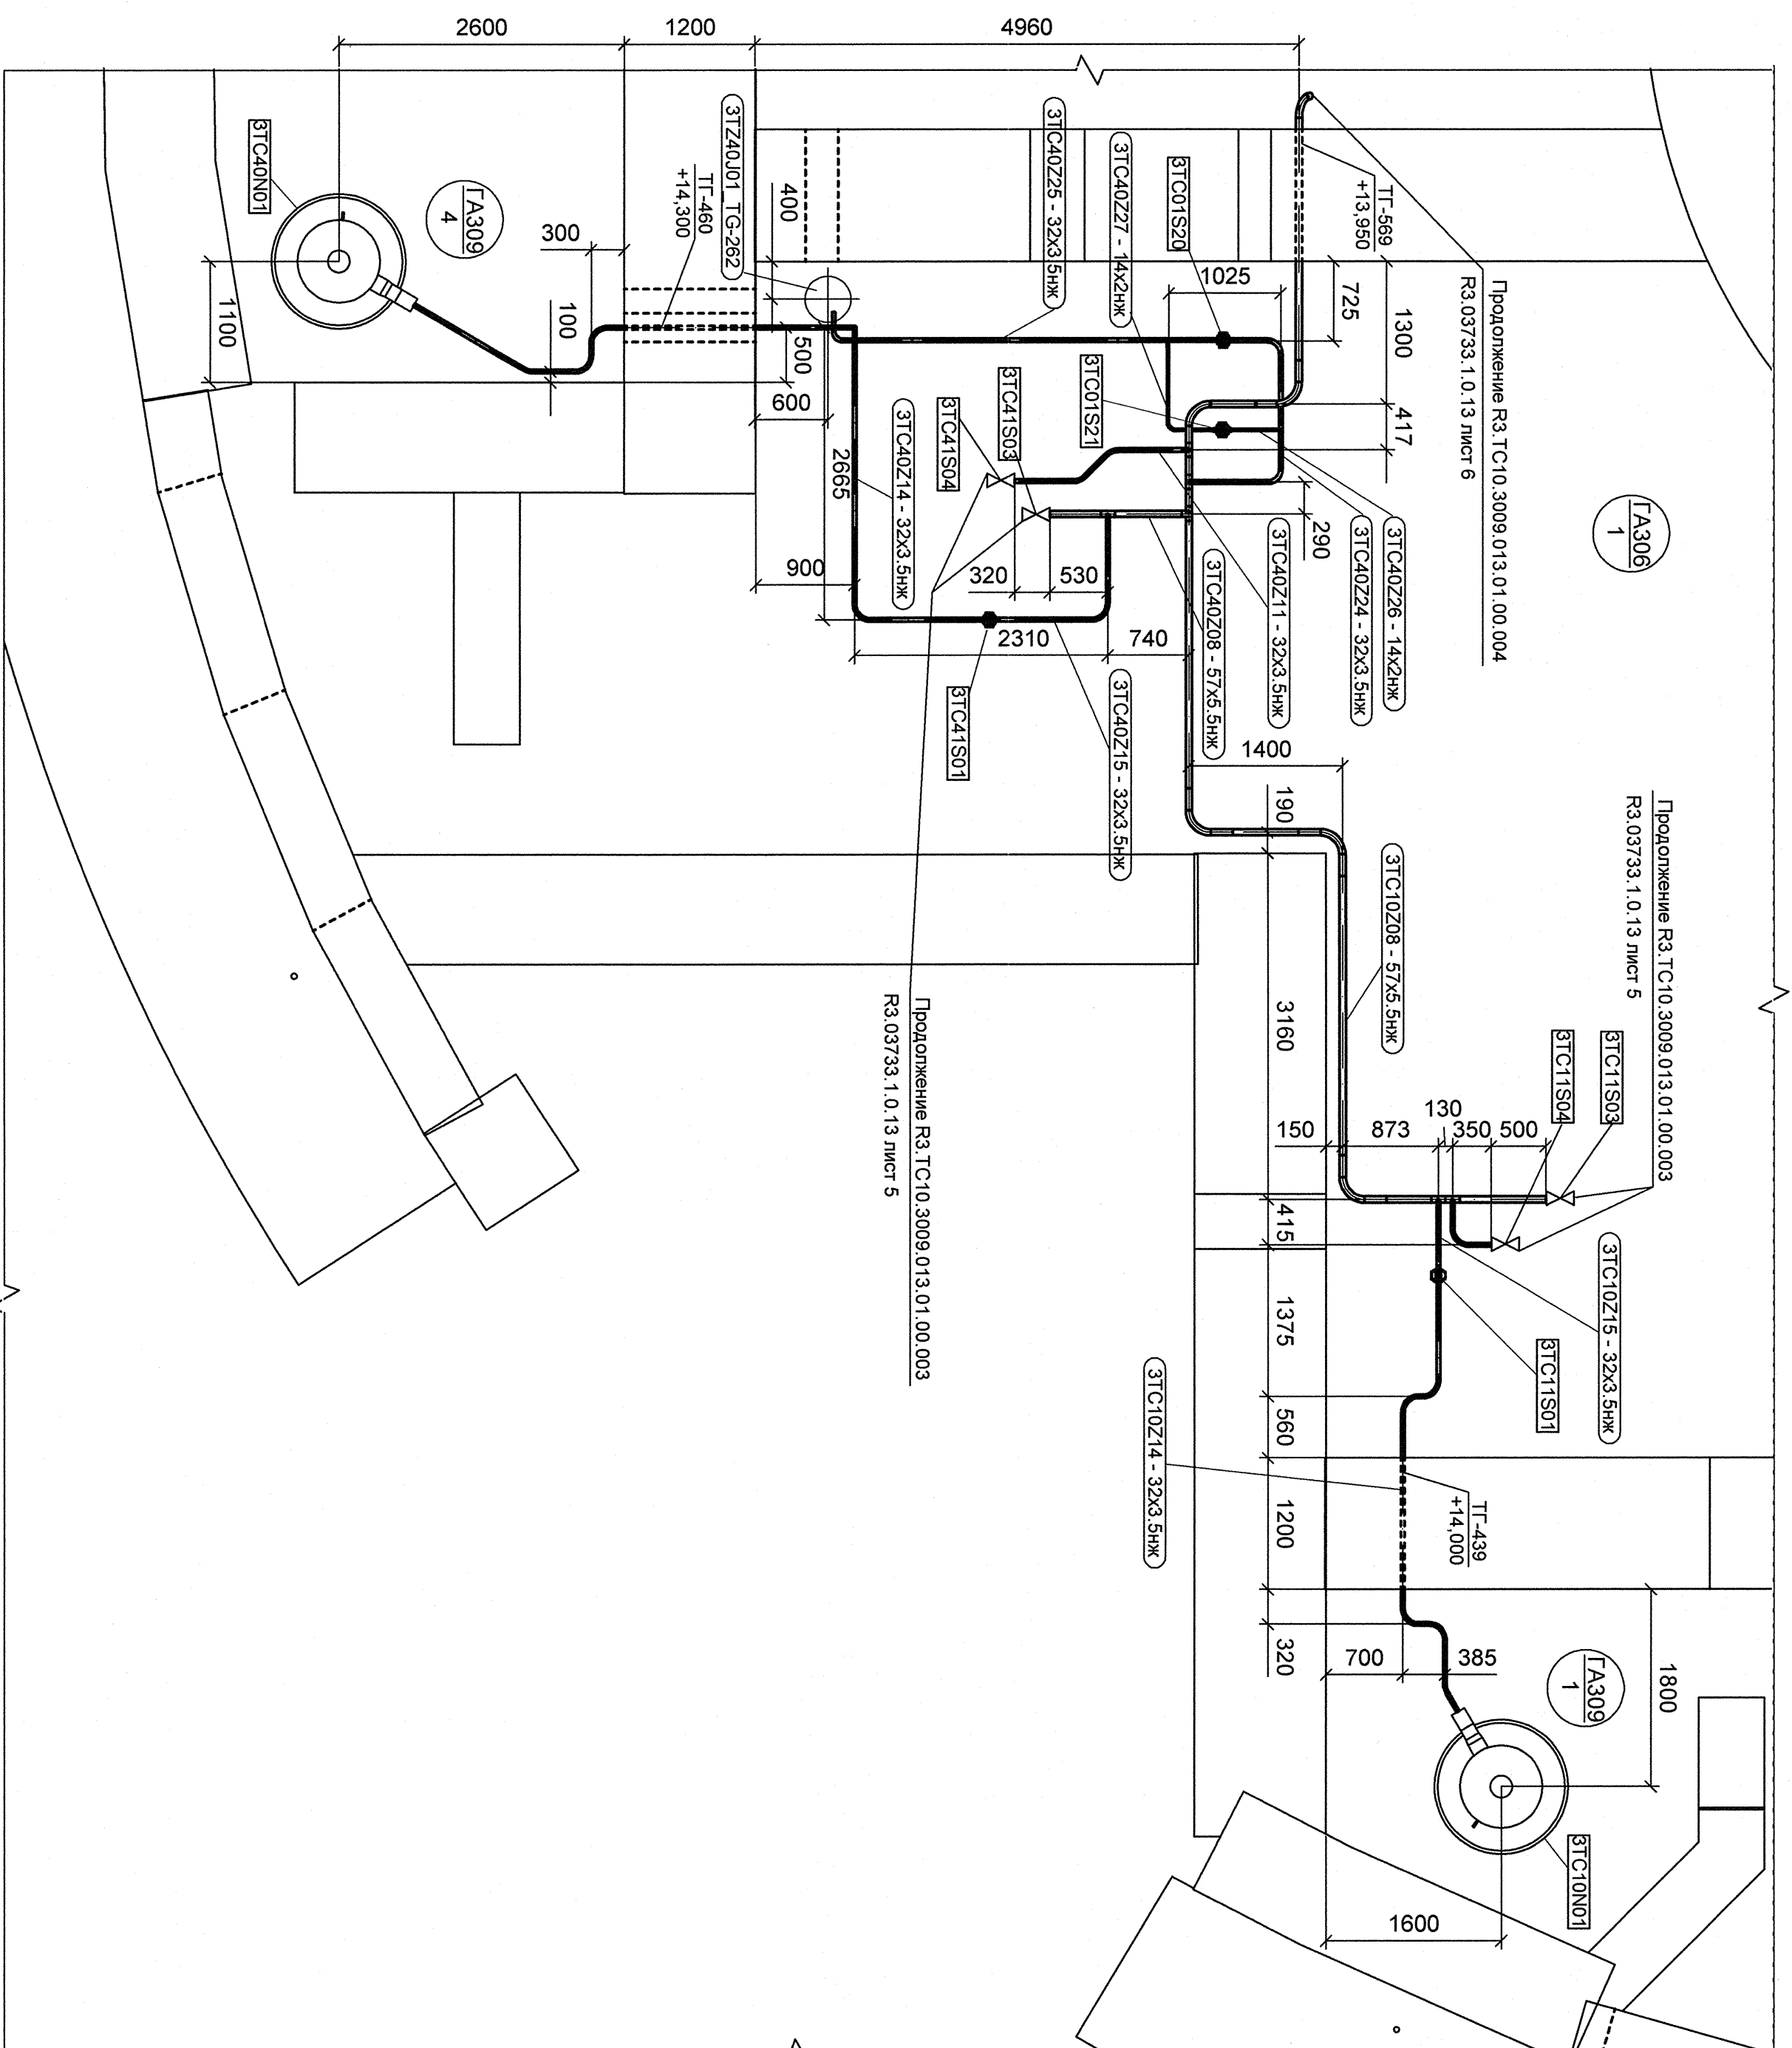 2600
1200
4960
3TC40N01
ГА309
4
300
100
1100
ТГ-460
+14,300
3TZ40J01_TG-262
400
500
600
900
2665
3TC40Z25 - 32x3.5нж
3TC40Z27 - 14x2нж
3TC01S20
1025
725
1300
417
ТГ-569
+13,950
Продолжение R3.TC10.3009.013.01.00.004
R3.03733.1.0.13 лист 6
3TC01S21
3TC41S03
3TC41S04
3TC40Z14 - 32x3.5нж
290
320
530
2310
740
3TC41S01
3TC40Z15 - 32x3.5нж
3TC40Z08 - 57x5.5нж
3TC40Z11 - 32x3.5нж
3TC40Z24 - 32x3.5нж
3TC40Z26 - 14x2нж
ГА306
1
1400
190
3160
3TC10Z08 - 57x5.5нж
Продолжение R3.TC10.3009.013.01.00.003
R3.03733.1.0.13 лист 5
Продолжение R3.TC10.3009.013.01.00.003
R3.03733.1.0.13 лист 5
3TC11S04
3TC11S03
150
873
130
350
500
415
1375
560
1200
320
3TC10Z15 - 32x3.5нж
3TC11S01
3TC10Z14 - 32x3.5нж
ТГ-439
+14,000
700
385
ГА309
1
1800
3TC10N01
1600